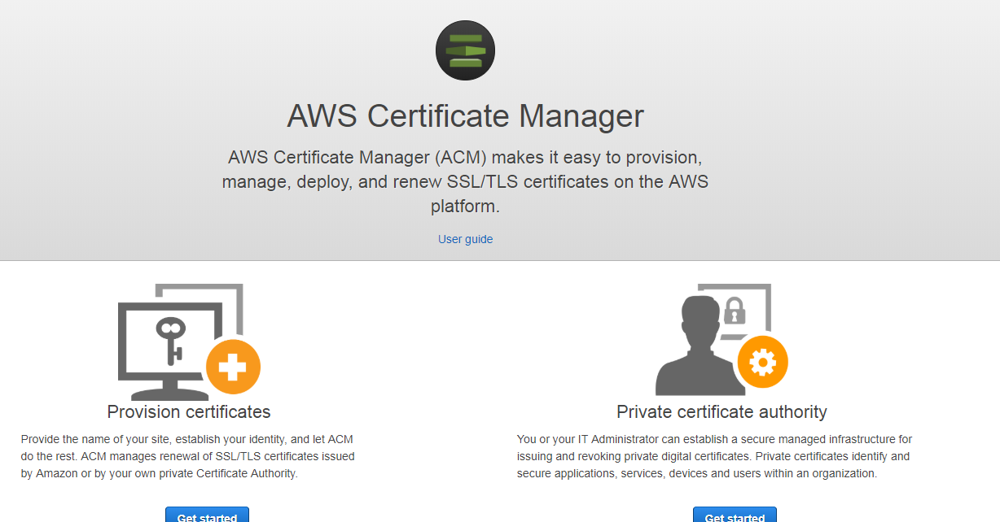 AWS Certificate Manager
AWS Certificate Manager (ACM) makes it easy to provision,
manage, deploy, and renew SSL/TLS certificates on the AWS
platform.
User guide
Provision certificates
Provide the name of your site, establish your identity, and let ACM
do the rest. ACM manages renewal of SSL/TLS certificates issued
by Amazon or by your own private Certificate Authority.
Get started
Private certificate authority
You or your IT Administrator can establish a secure managed infrastructure for
issuing and revoking private digital certificates. Private certificates identify and
secure applications, services, devices and users within an organization.
Get started